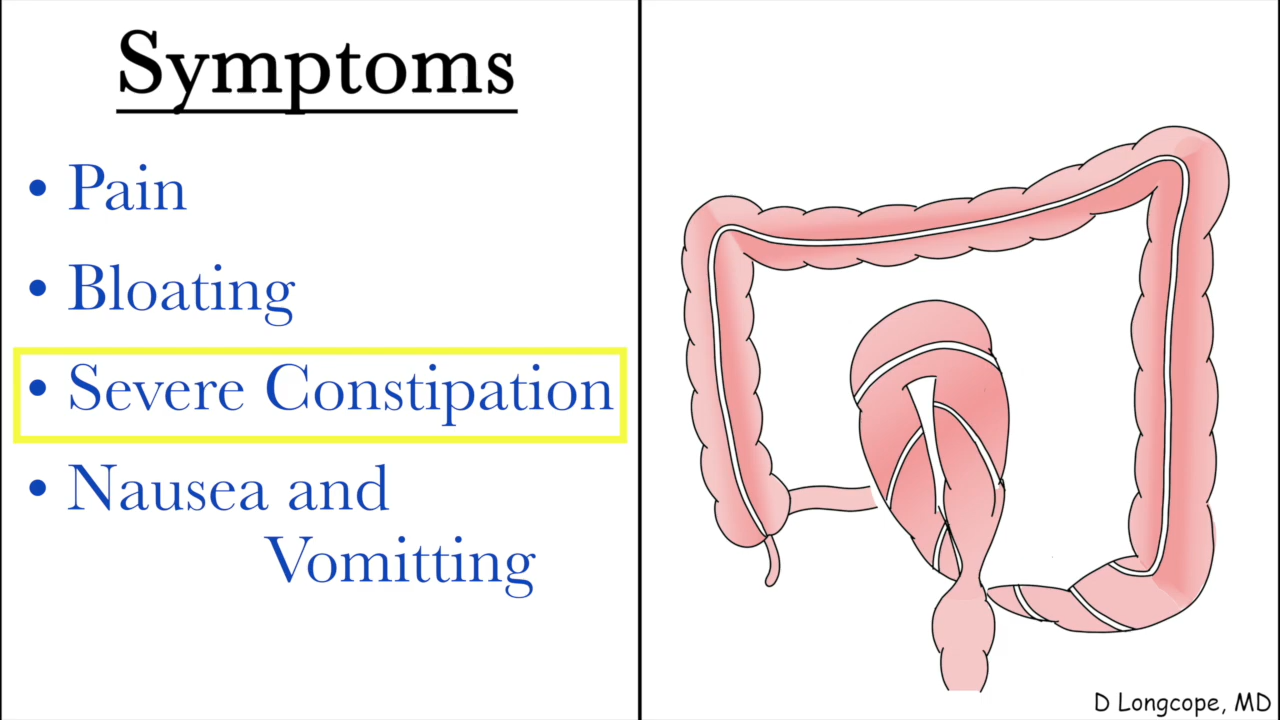 Symptoms
• Pain
• Bloating
• Severe Constipation
• Nausea and
Vomitting
D Longcope, MD